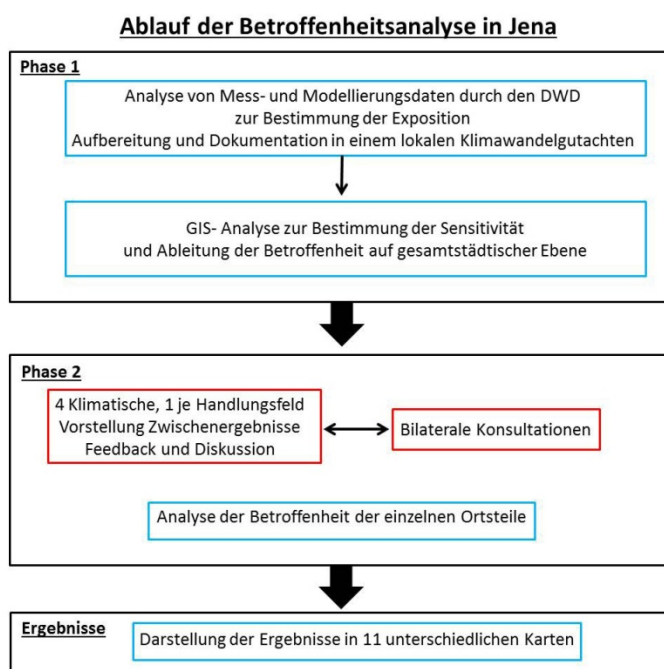 Ablauf der Betroffenheitsanalyse in Jena
Phase 1
Analyse von Mess- und Modellierungsdaten durch den DWD
zur Bestimmung der Exposition
Aufbereitung und Dokumentation in einem lokalen Klimawandelgutachten
GIS- Analyse zur Bestimmung der Sensitivität
und Ableitung der Betroffenheit auf gesamtstädtischer Ebene
Phase 2
4 Klimatische, 1 je Handlungsfeld
Vorstellung Zwischenergebnisse
Feedback und Diskussion
Bilaterale Konsultationen
Analyse der Betroffenheit der einzelnen Ortsteile
Ergebnisse
Darstellung der Ergebnisse in 11 unterschiedlichen Karten